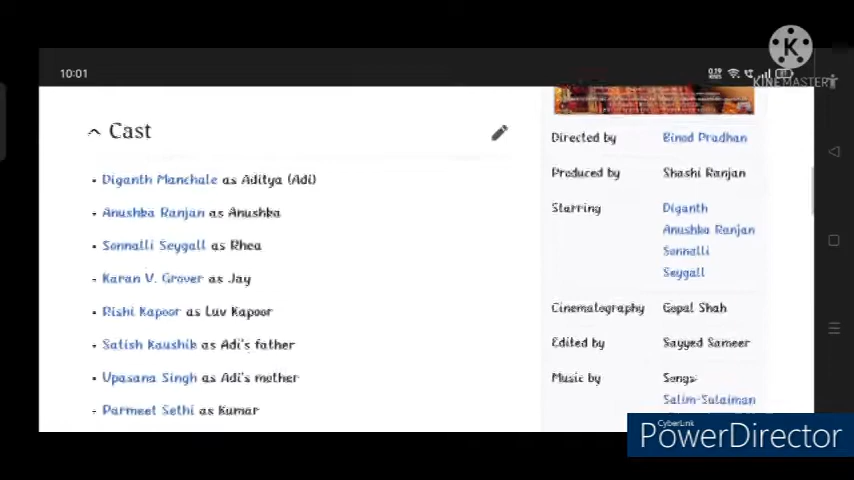 10:01
KINEMASTER
Cast
Diganth Manchale as Aditya (Adi)
Anushka Ranjan as Anushka
Sonnalli Seygall as Rhea
Karan V. Grover as Jay
Rishi Kapoor as Luv Kapoor
Satish Kaushik as Adi's father
Upasana Singh as Adi's mother
Parmeet Sethi as Kumar
Directed by Binod Pradhan
Produced by Shashi Ranjan
Starring Diganth
Anushka Ranjan
Sonnalli
Seygall
Cinematography Gopal Shah
Edited by Sayyed Sameer
Music by Songs:
Salim-Sulaiman
CyberLink
PowerDirector